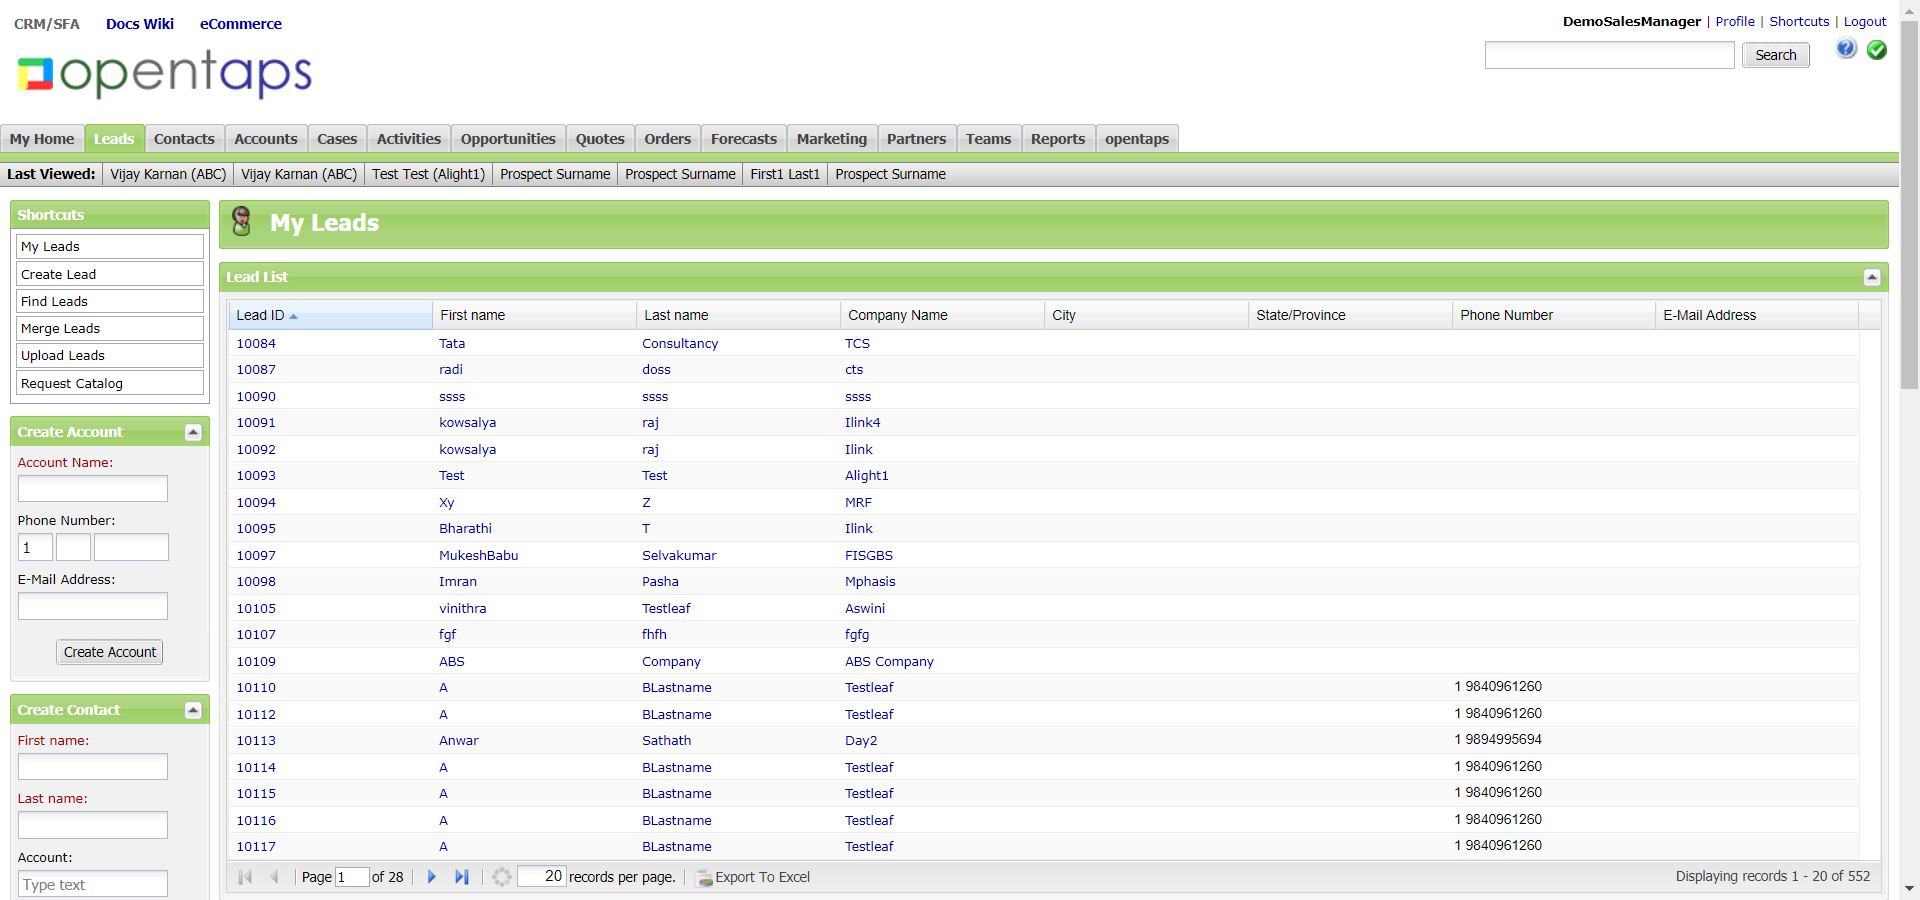 CRM/SFA Docs Wiki eCommerce
DemoSalesManager | Profile | Shortcuts | Logout
opentaps
Search
My Home Leads Contacts Accounts Cases Activities Opportunities Quotes Orders Forecasts Marketing Partners Teams Reports opentaps
Last Viewed: Vijay Karnan (ABC) Vijay Karnan (ABC) Test Test (Alight1) Prospect Surname Prospect Surname First1 Last1 Prospect Surname
Shortcuts
My Leads
Create Lead
Find Leads
Merge Leads
Upload Leads
Request Catalog
Create Account
Account Name:
Phone Number:
1
E-Mail Address:
Create Account
Create Contact
First name:
Last name:
Account:
Type text
My Leads
Lead List
Lead ID First name Last name Company Name City State/Province Phone Number E-Mail Address
10084 Tata Consultancy TCS
10087 radi doss cts
10090 ssss ssss ssss
10091 kowsalya raj Ilink4
10092 kowsalya raj Ilink
10093 Test Test Alight1
10094 Xy Z MRF
10095 Bharathi T Ilink
10097 MukeshBabu Selvakumar FISGBS
10098 Imran Pasha Mphasis
10105 vinithra Testleaf Aswini
10107 fgf fhfh fgfg
10109 ABS Company ABS Company
10110 A BLastname Testleaf 1 9840961260
10112 A BLastname Testleaf 1 9840961260
10113 Anwar Sathath Day2 1 9894995694
10114 A BLastname Testleaf 1 9840961260
10115 A BLastname Testleaf 1 9840961260
10116 A BLastname Testleaf 1 9840961260
10117 A BLastname Testleaf 1 9840961260
Page 1 of 28 20 records per page. Export To Excel Displaying records 1 - 20 of 552